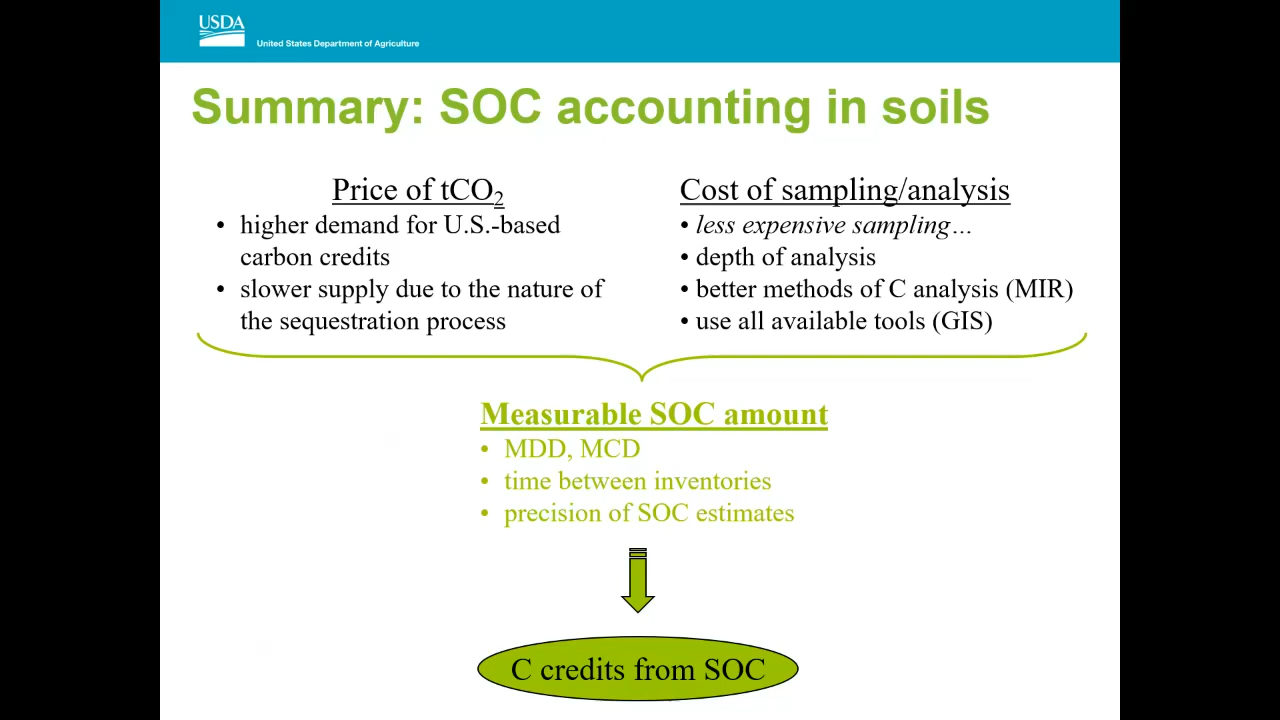 USDA
United States Department of Agriculture
Summary: SOC accounting in soils
Price of tCO₂
• higher demand for U.S.-based
carbon credits
• slower supply due to the nature of
the sequestration process
Cost of sampling/analysis
• less expensive sampling…
• depth of analysis
• better methods of C analysis (MIR)
• use all available tools (GIS)
Measurable SOC amount
• MDD, MCD
• time between inventories
• precision of SOC estimates
C credits from SOC